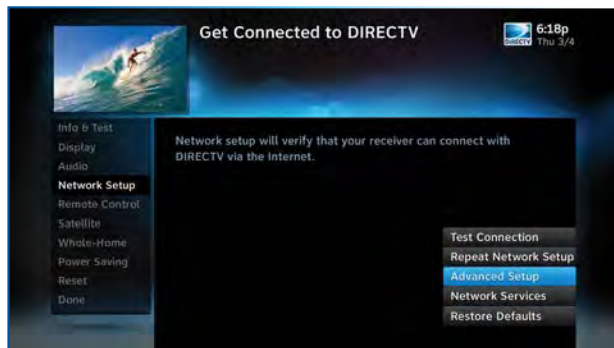 Get Connected to DIRECTV
DIRECTV
6:18p
Thu 3/4
Info & Test
Display
Audio
Network Setup
Remote Control
Satellite
Whole-Home
Power Saving
Reset
Done
Network setup will verify that your receiver can connect with
DIRECTV via the Internet.
Test Connection
Repeat Network Setup
Advanced Setup
Network Services
Restore Defaults